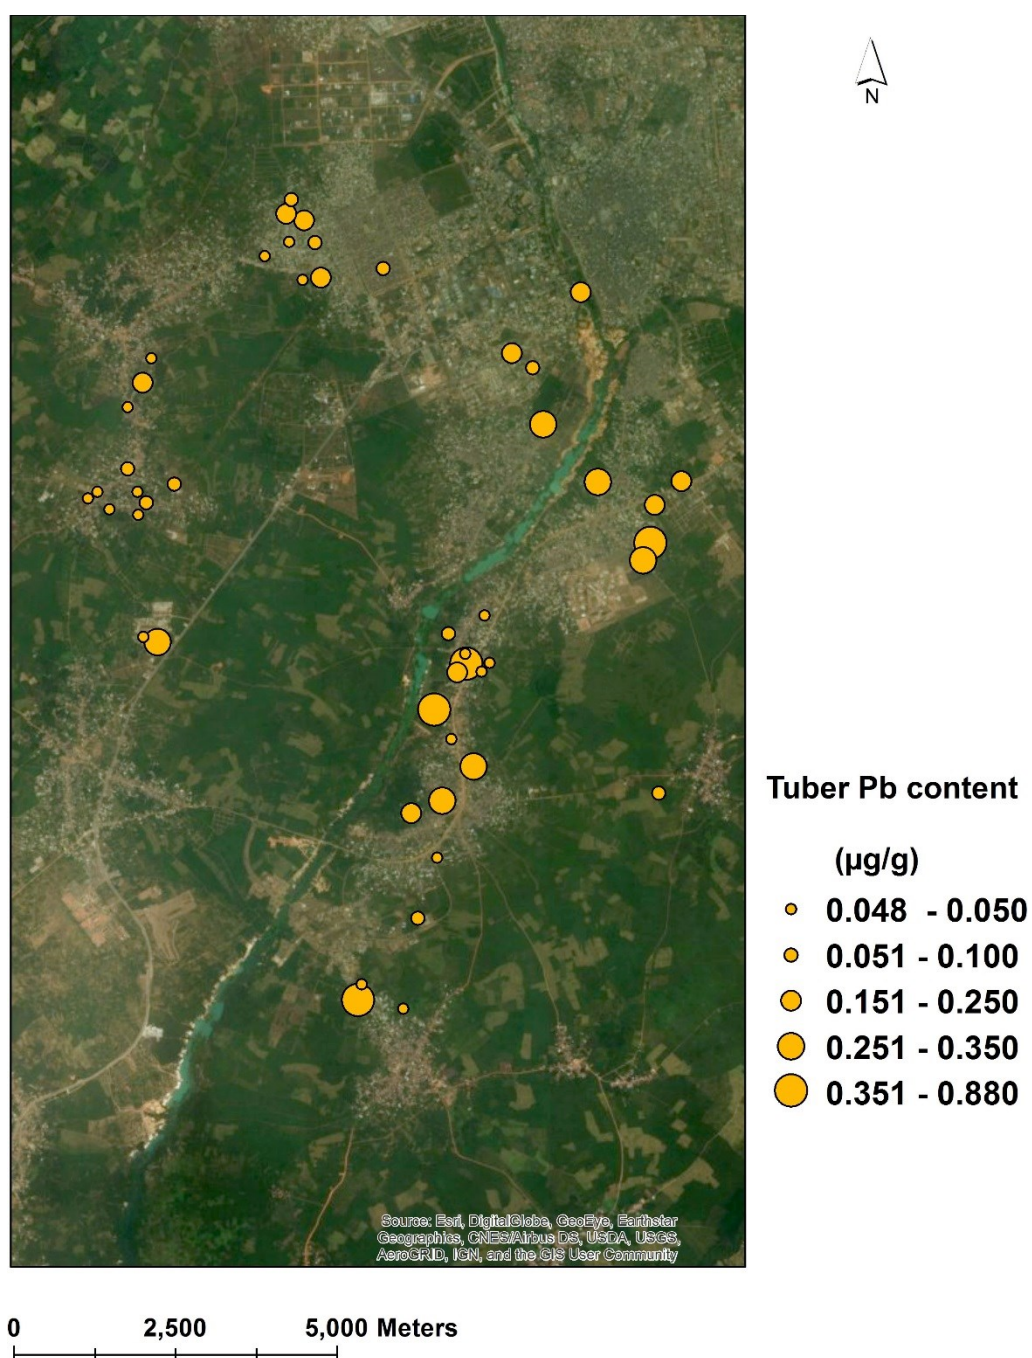 N
Tuber Pb content
(µg/g)
0.048 - 0.050
0.051 - 0.100
0.151 - 0.250
0.251 - 0.350
0.351 - 0.880
Source: Esri, DigitalGlobe, GeoEye, Earthstar
Geographics, CNES/Airbus DS, USDA, USGS,
AeroGRID, IGN, and the GIS User Community
0 2,500 5,000 Meters